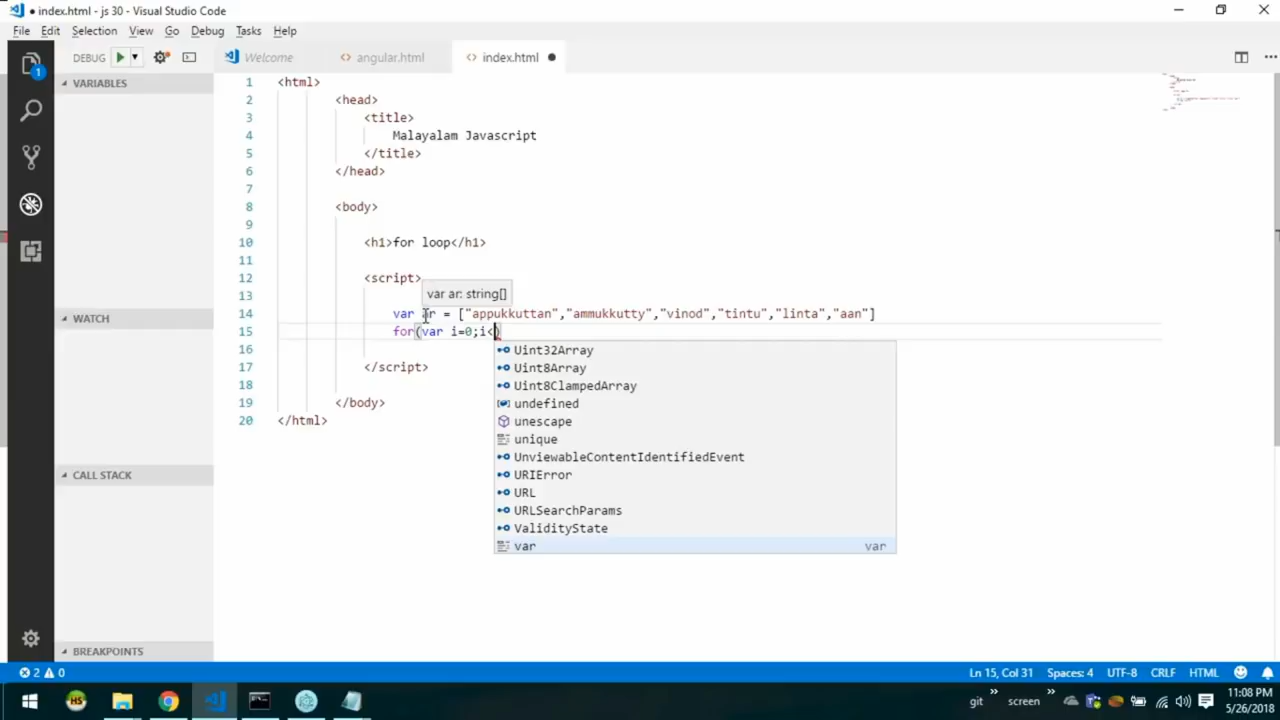 ● index.html - js 30 - Visual Studio Code
File Edit Selection View Go Debug Tasks Help
DEBUG Welcome <> angular.html <> index.html ●
1
VARIABLES
WATCH
CALL STACK
BREAKPOINTS
1 <html>
2 <head>
3 <title>
4 Malayalam Javascript
5 </title>
6 </head>
7
8 <body>
9
10 <h1>for loop</h1>
11
12 <script>
var ar: string[]
13
14 var ar = ["appukkuttan","ammukkutty","vinod","tintu","linta","aan"]
15 for(var i=0;i<)
16
17 </script>
18
19 </body>
20 </html>
Uint32Array
Uint8Array
Uint8ClampedArray
undefined
unescape
unique
UnviewableContentIdentifiedEvent
URIError
URL
URLSearchParams
ValidityState
var var
2 0 Ln 15, Col 31 Spaces: 4 UTF-8 CRLF HTML
HS git » screen » 11:08 PM
5/26/2018